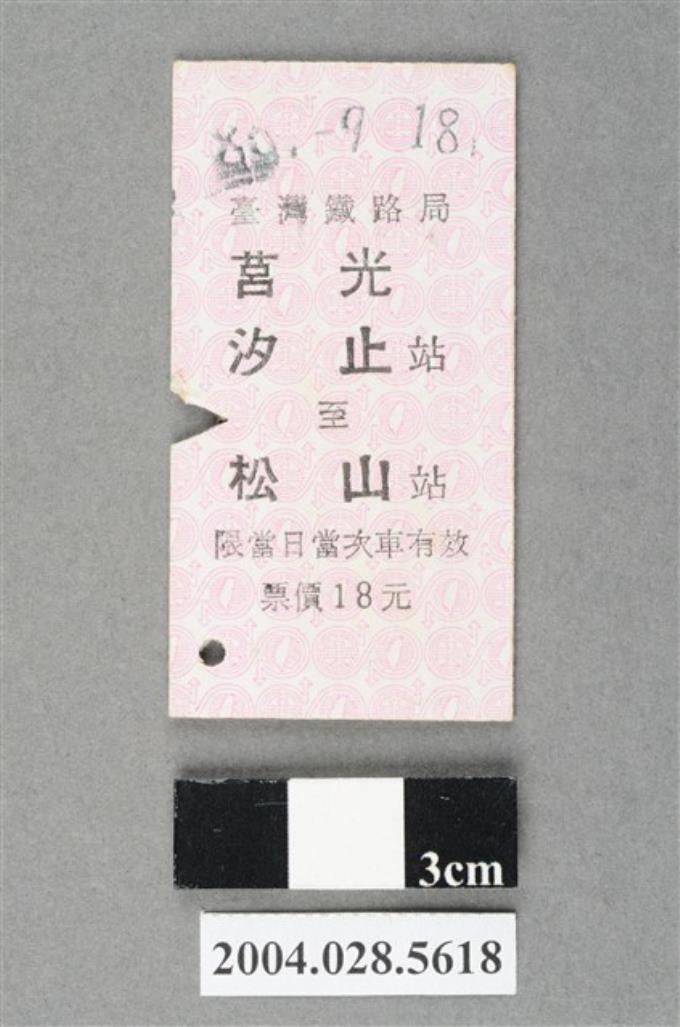 -9 18
臺灣鐵路局
莒光
汐止站
至
松山站
限當日當次車有效
票價18元
3cm
2004.028.5618